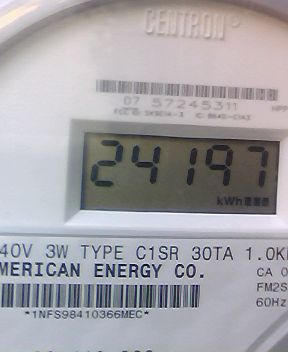 CENTRON®
07 57245311
24197
kWh
40V 3W TYPE C1SR 30TA 1.0K
MERICAN ENERGY CO.
CA 0
FM2S
60Hz
*1NFS98410366MEC*